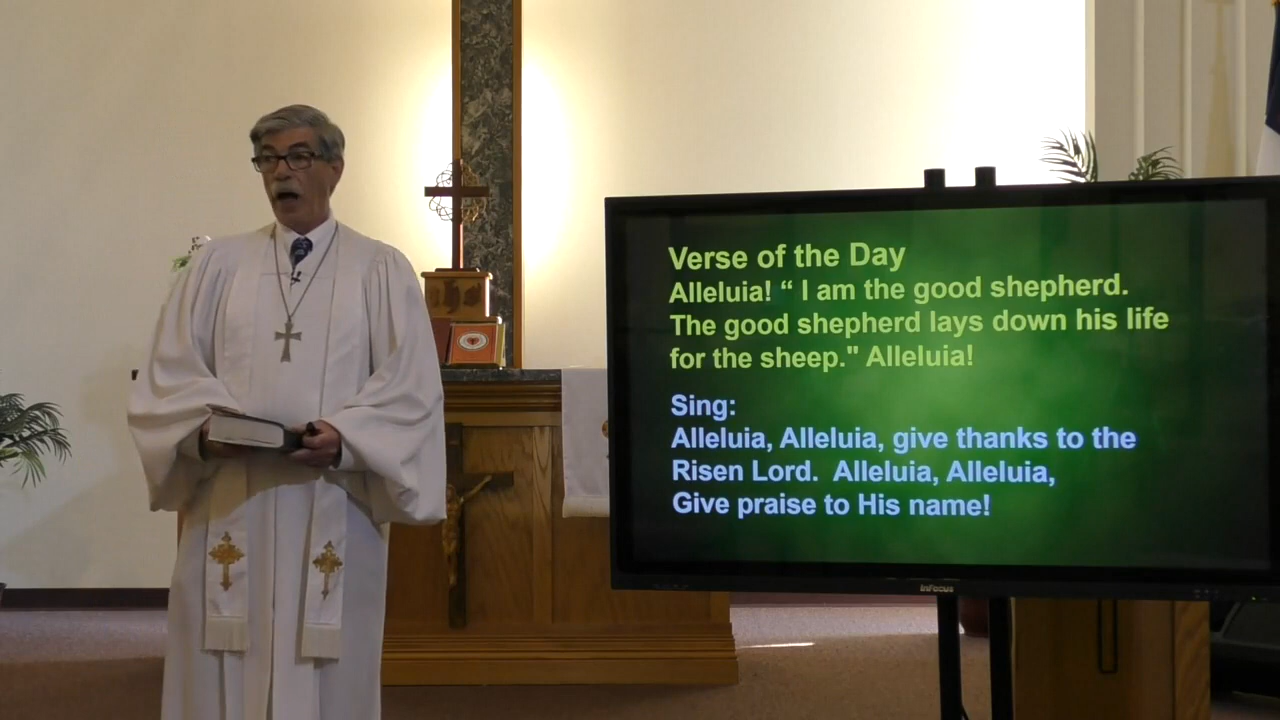 Verse of the Day
Alleluia! “ I am the good shepherd.
The good shepherd lays down his life
for the sheep." Alleluia!
Sing:
Alleluia, Alleluia, give thanks to the
Risen Lord.  Alleluia, Alleluia,
Give praise to His name!
InFocus